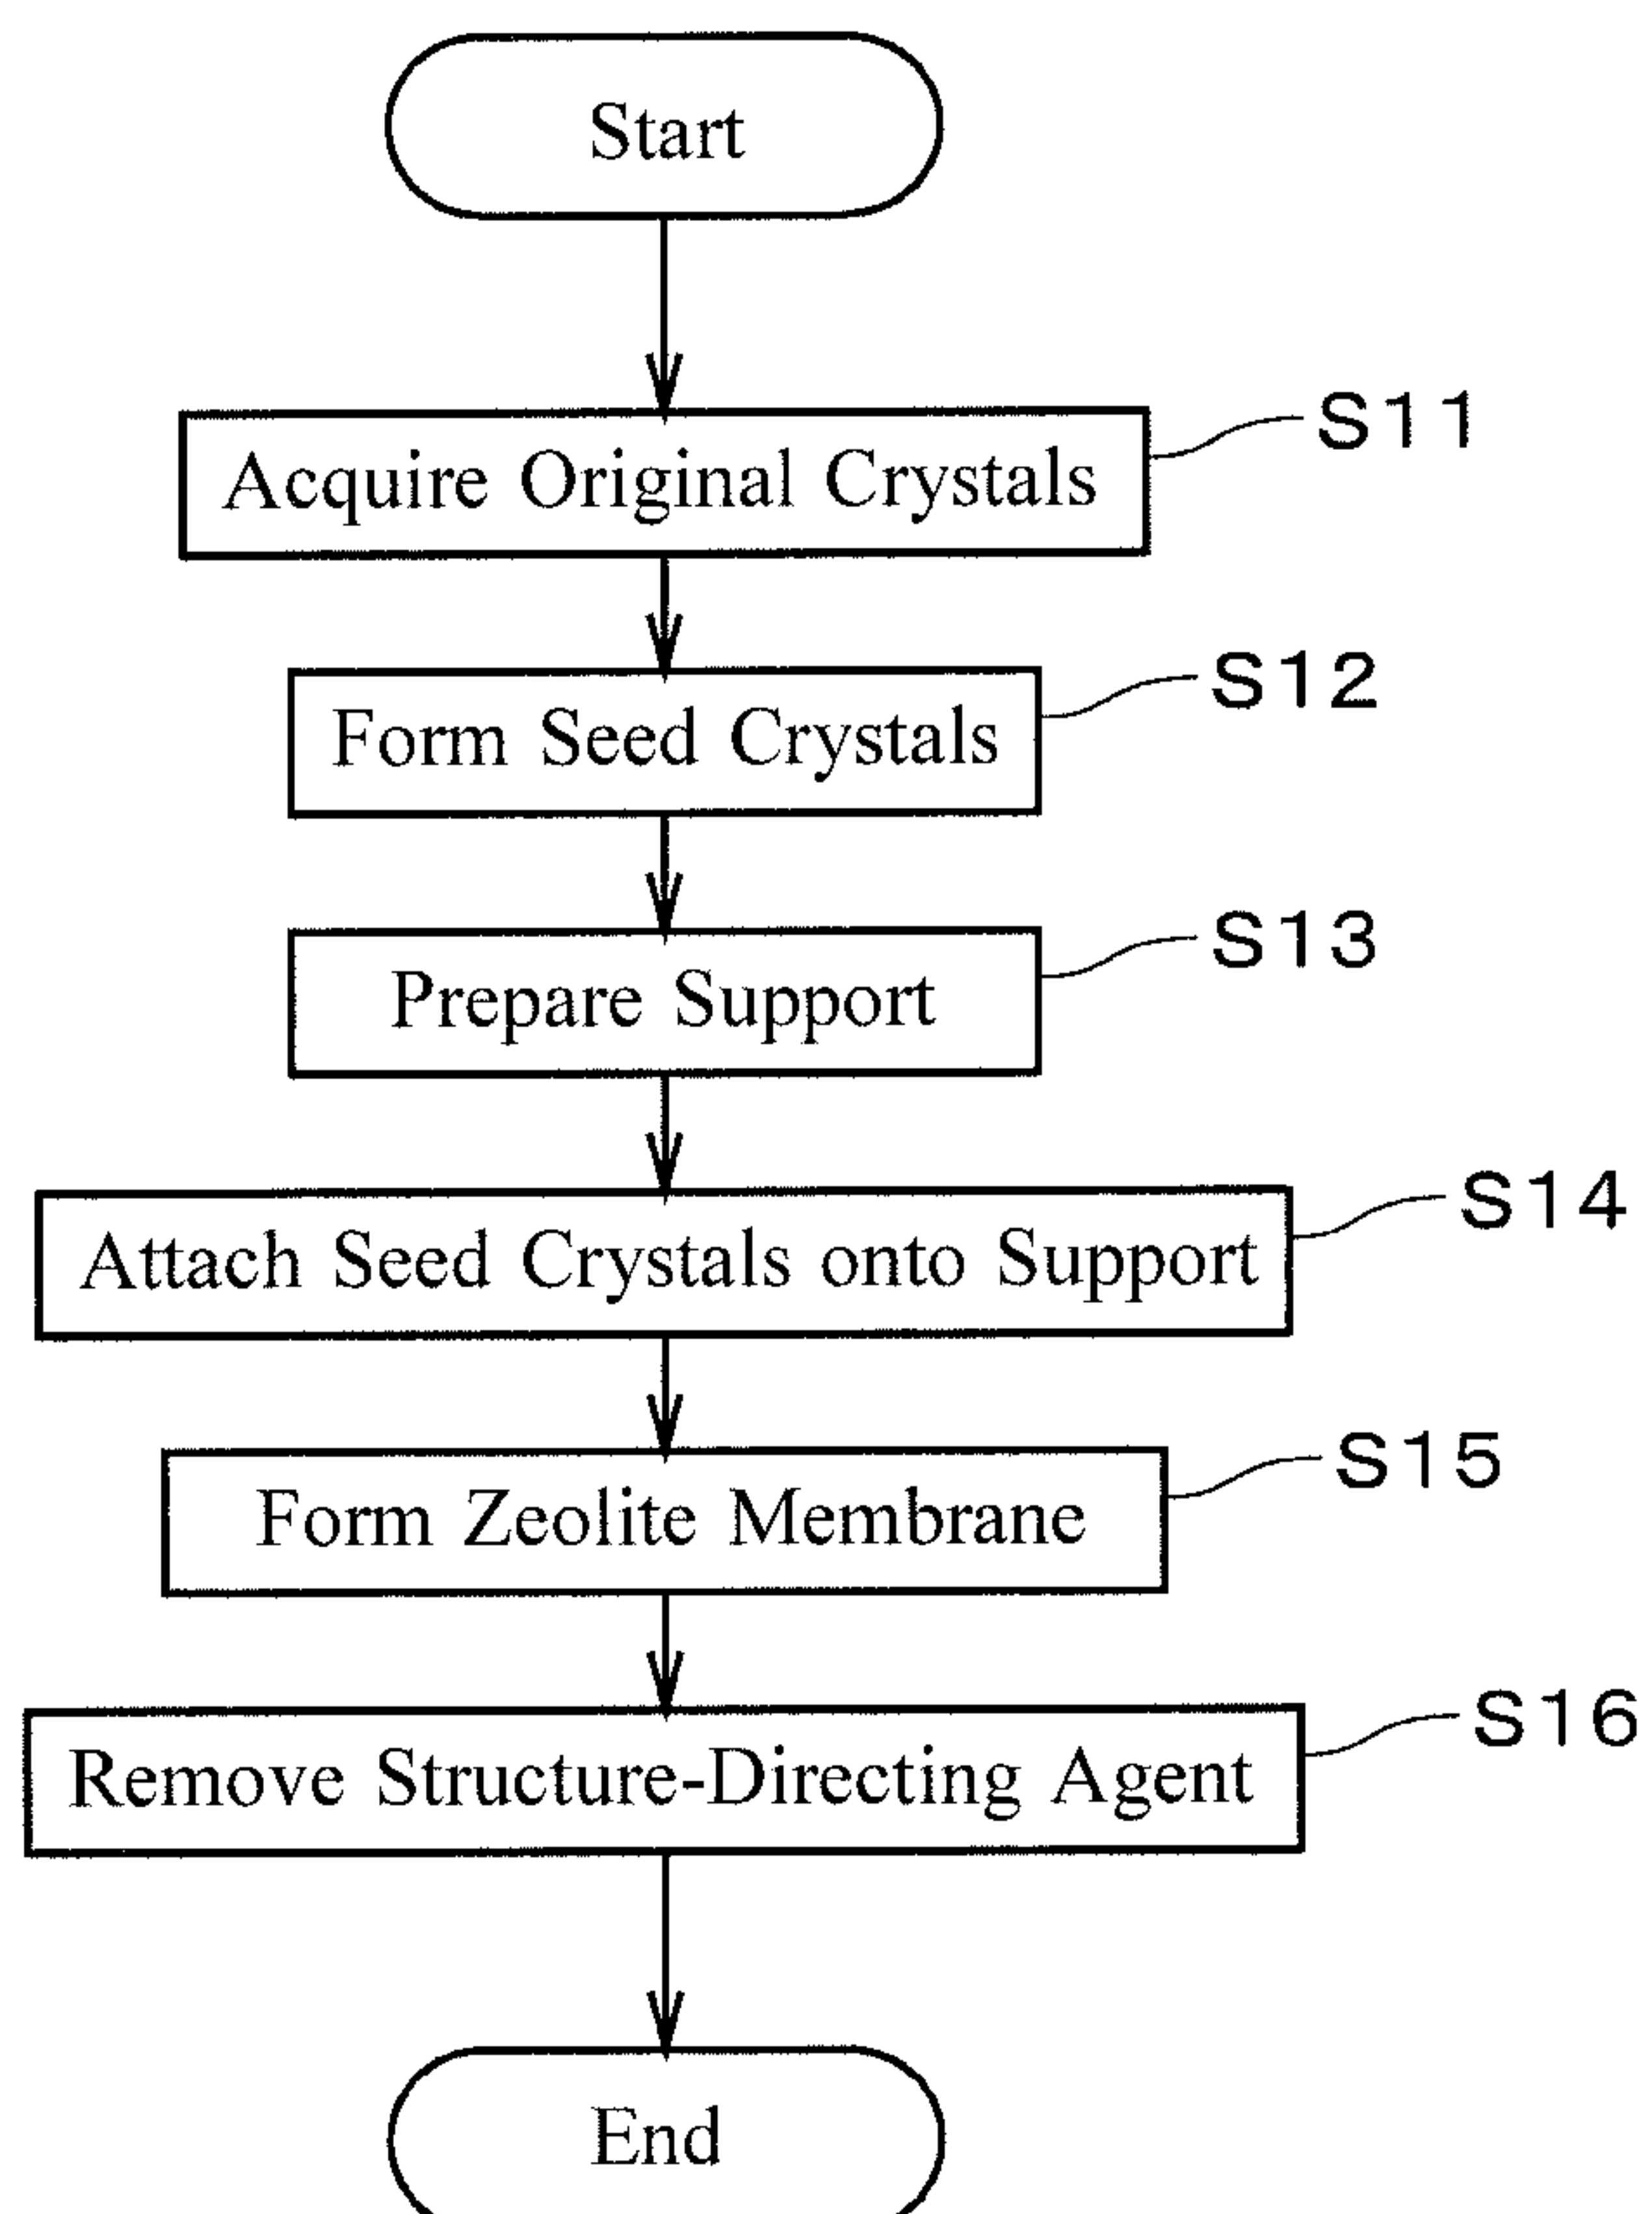 Start
Acquire Original Crystals
S11
Form Seed Crystals
S12
Prepare Support
S13
Attach Seed Crystals onto Support
S14
Form Zeolite Membrane
S15
Remove Structure-Directing Agent
S16
End